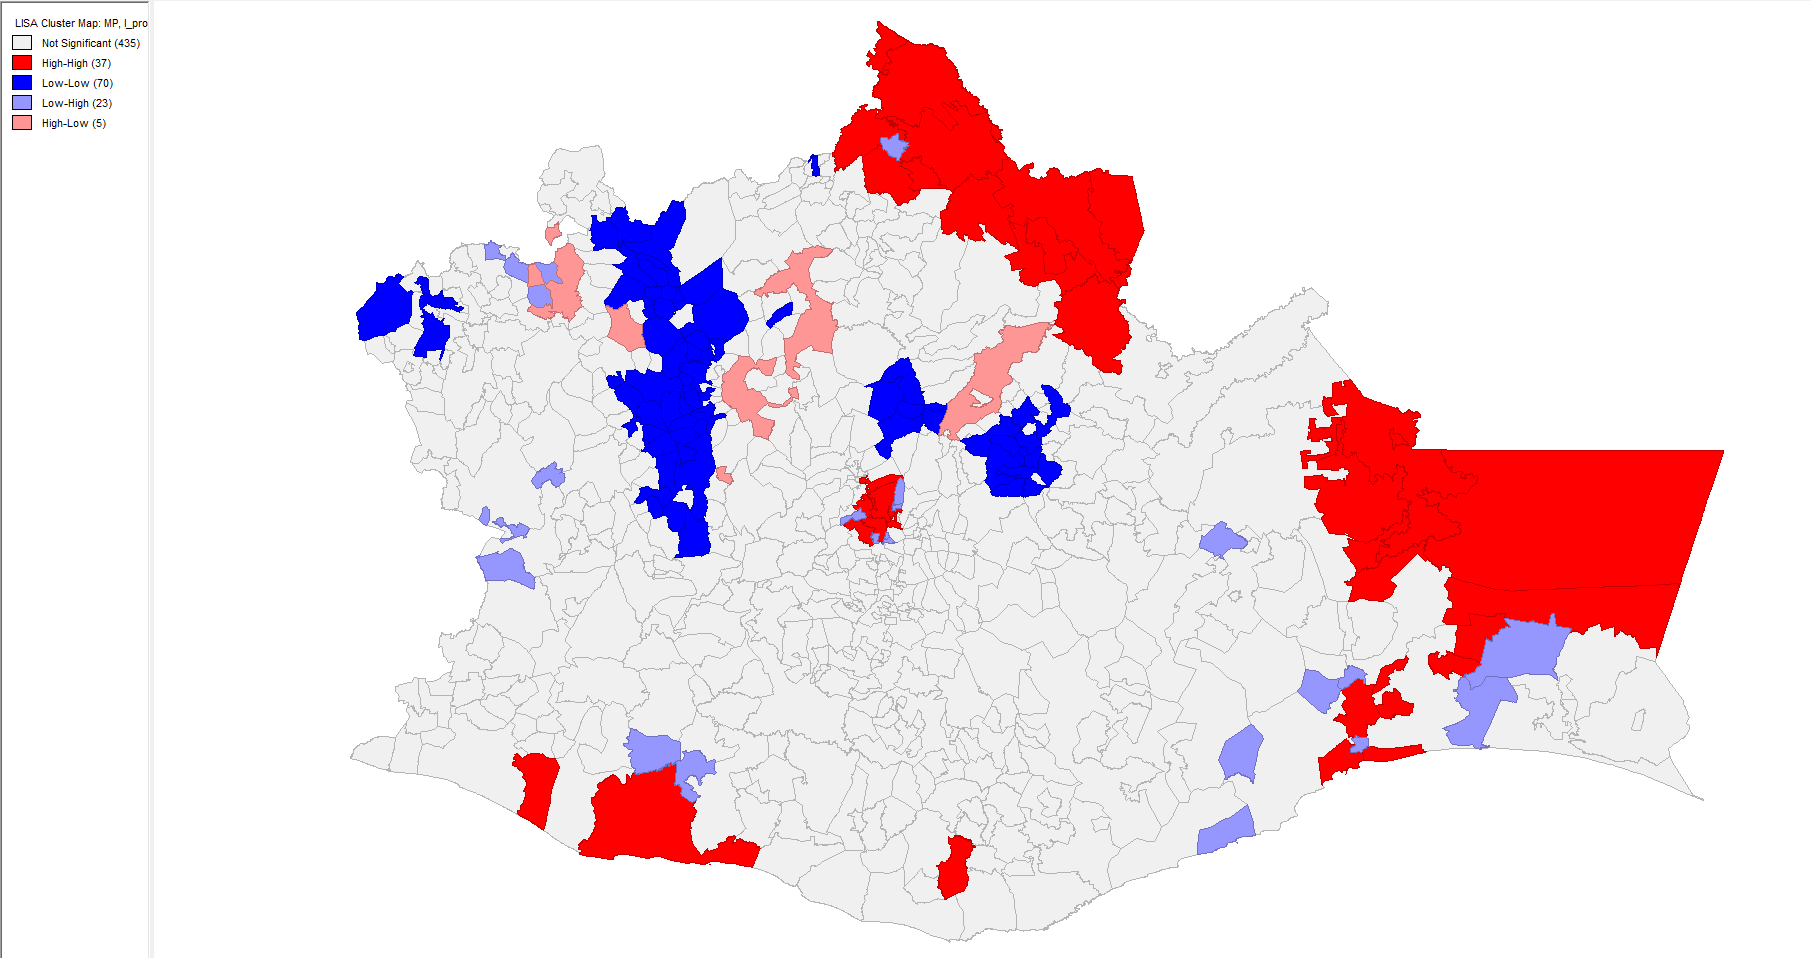 LISA Cluster Map: MP, I_pro
Not Significant (435)
High-High (37)
Low-Low (70)
Low-High (23)
High-Low (5)